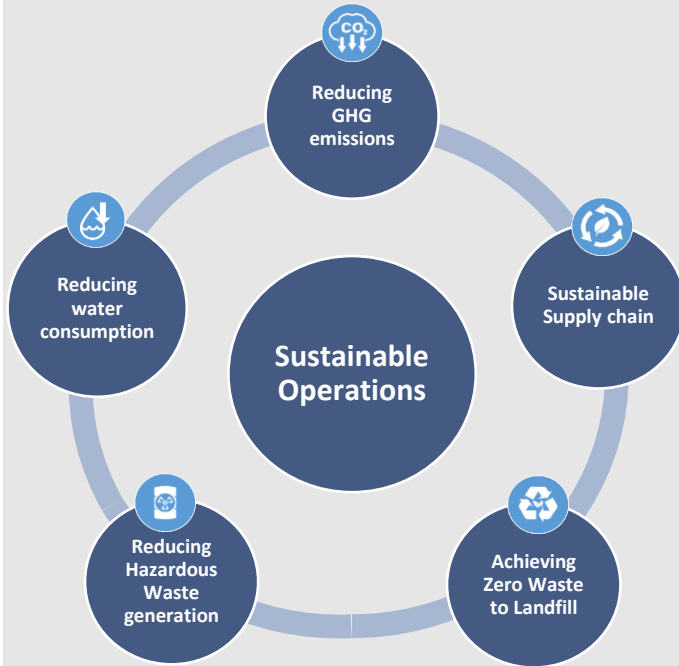 CO₂
Reducing
GHG
emissions
Sustainable
Supply chain
Achieving
Zero Waste
to Landfill
Reducing
Hazardous
Waste
generation
Reducing
water
consumption
Sustainable
Operations